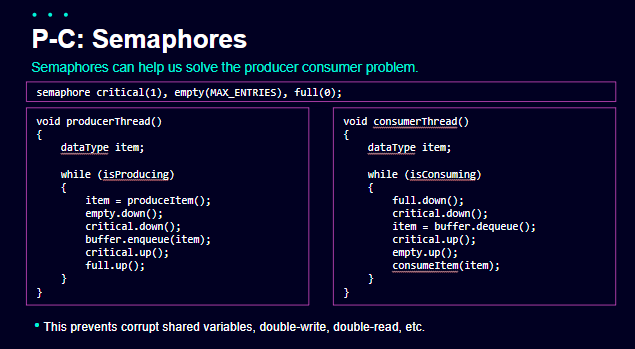 P-C: Semaphores
Semaphores can help us solve the producer consumer problem.
semaphore critical(1), empty(MAX_ENTRIES), full(0);
void producerThread()
{
    dataType item;

    while (isProducing)
    {
        item = produceItem();
        empty.down();
        critical.down();
        buffer.enqueue(item);
        critical.up();
        full.up();
    }
}
void consumerThread()
{
    dataType item;

    while (isConsuming)
    {
        full.down();
        critical.down();
        item = buffer.dequeue();
        critical.up();
        empty.up();
        consumeItem(item);
    }
}
• This prevents corrupt shared variables, double-write, double-read, etc.